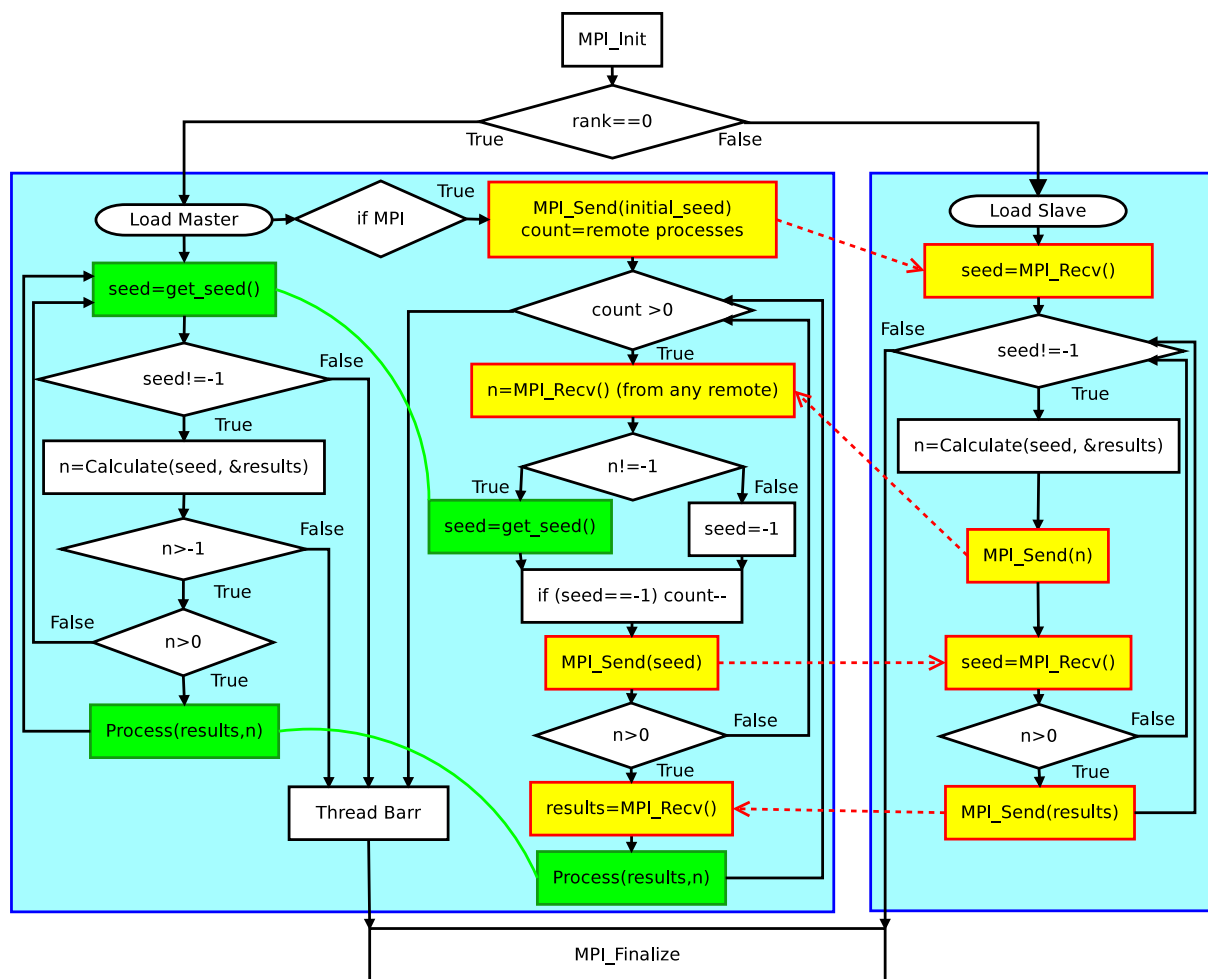 MPI_Init
rank==0
True
False
Load Master
if MPI
True
MPI_Send(initial_seed)
count=remote processes
Load Slave
seed=get_seed()
count >0
seed=MPI_Recv()
False
seed!=-1
False
True
seed!=-1
n=MPI_Recv() (from any remote)
True
True
n=Calculate(seed, &results)
n!=-1
n=Calculate(seed, &results)
True
False
False
seed=get_seed()
seed=-1
n>-1
MPI_Send(n)
True
if (seed==-1) count--
False
n>0
MPI_Send(seed)
seed=MPI_Recv()
True
Process(results,n)
n>0
False
n>0
False
True
True
Thread Barr
results=MPI_Recv()
MPI_Send(results)
Process(results,n)
MPI_Finalize